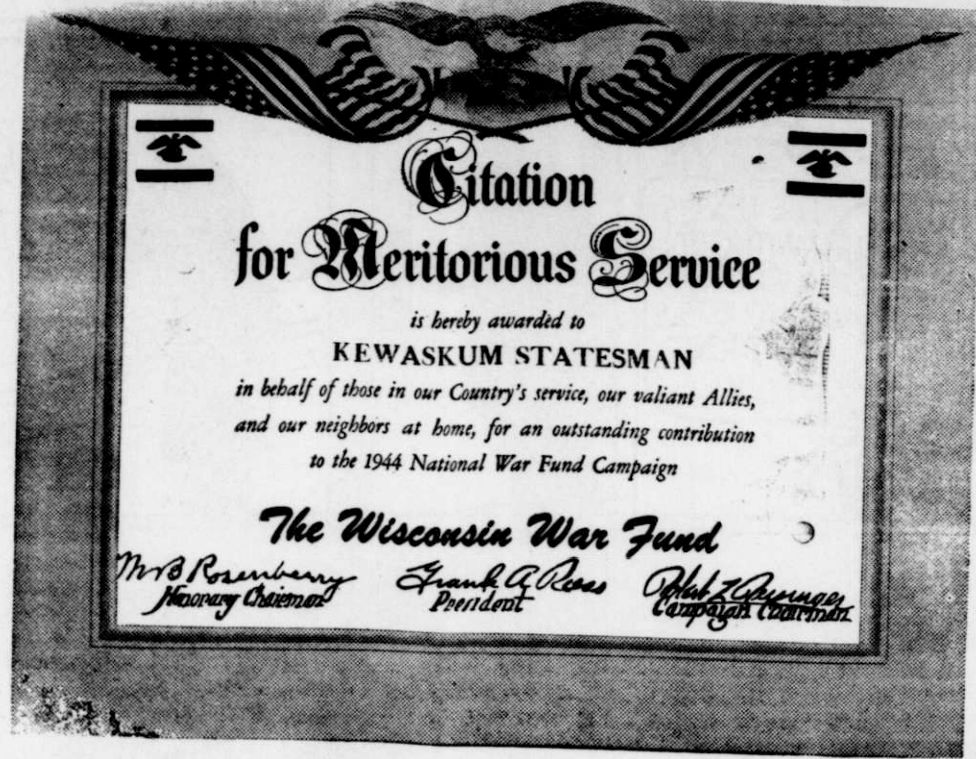 Citation
for Meritorious Service
is hereby awarded to
KEWASKUM STATESMAN
in behalf of those in our Country's service, our valiant Allies,
and our neighbors at home, for an outstanding contribution
to the 1944 National War Fund Campaign
The Wisconsin War Fund
M B Rosenberry Frank A Ross
Honorary Chairman President Campaign Chairman